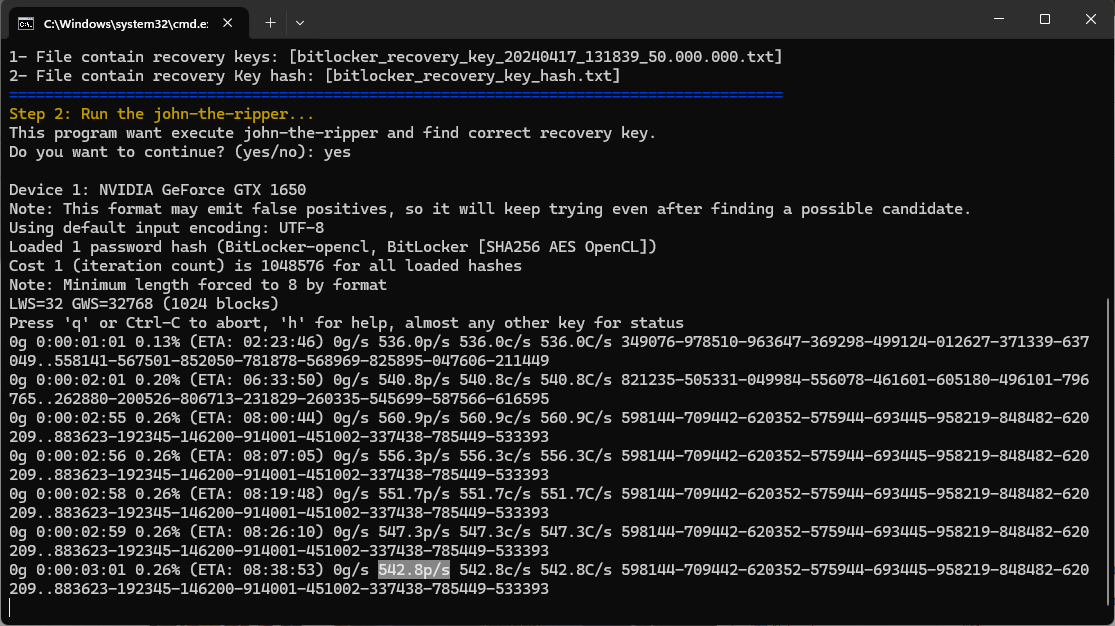 C:\Windows\system32\cmd.e:
1- File contain recovery keys: [bitlocker_recovery_key_20240417_131839_50.000.000.txt]
2- File contain recovery Key hash: [bitlocker_recovery_key_hash.txt]
======================================================================================
Step 2: Run the john-the-ripper...
This program want execute john-the-ripper and find correct recovery key.
Do you want to continue? (yes/no): yes
Device 1: NVIDIA GeForce GTX 1650
Note: This format may emit false positives, so it will keep trying even after finding a possible candidate.
Using default input encoding: UTF-8
Loaded 1 password hash (BitLocker-opencl, BitLocker [SHA256 AES OpenCL])
Cost 1 (iteration count) is 1048576 for all loaded hashes
Note: Minimum length forced to 8 by format
LWS=32 GWS=32768 (1024 blocks)
Press 'q' or Ctrl-C to abort, 'h' for help, almost any other key for status
0g 0:00:01:01 0.13% (ETA: 02:23:46) 0g/s 536.0p/s 536.0c/s 536.0C/s 349076-978510-963647-369298-499124-012627-371339-637
049..558141-567501-852050-781878-568969-825895-047606-211449
0g 0:00:02:01 0.20% (ETA: 06:33:50) 0g/s 540.8p/s 540.8c/s 540.8C/s 821235-505331-049984-556078-461601-605180-496101-796
765..262880-200526-806713-231829-260335-545699-587566-616595
0g 0:00:02:55 0.26% (ETA: 08:00:44) 0g/s 560.9p/s 560.9c/s 560.9C/s 598144-709442-620352-575944-693445-958219-848482-620
209..883623-192345-146200-914001-451002-337438-785449-533393
0g 0:00:02:56 0.26% (ETA: 08:07:05) 0g/s 556.3p/s 556.3c/s 556.3C/s 598144-709442-620352-575944-693445-958219-848482-620
209..883623-192345-146200-914001-451002-337438-785449-533393
0g 0:00:02:58 0.26% (ETA: 08:19:48) 0g/s 551.7p/s 551.7c/s 551.7C/s 598144-709442-620352-575944-693445-958219-848482-620
209..883623-192345-146200-914001-451002-337438-785449-533393
0g 0:00:02:59 0.26% (ETA: 08:26:10) 0g/s 547.3p/s 547.3c/s 547.3C/s 598144-709442-620352-575944-693445-958219-848482-620
209..883623-192345-146200-914001-451002-337438-785449-533393
0g 0:00:03:01 0.26% (ETA: 08:38:53) 0g/s 542.8p/s 542.8c/s 542.8C/s 598144-709442-620352-575944-693445-958219-848482-620
209..883623-192345-146200-914001-451002-337438-785449-533393